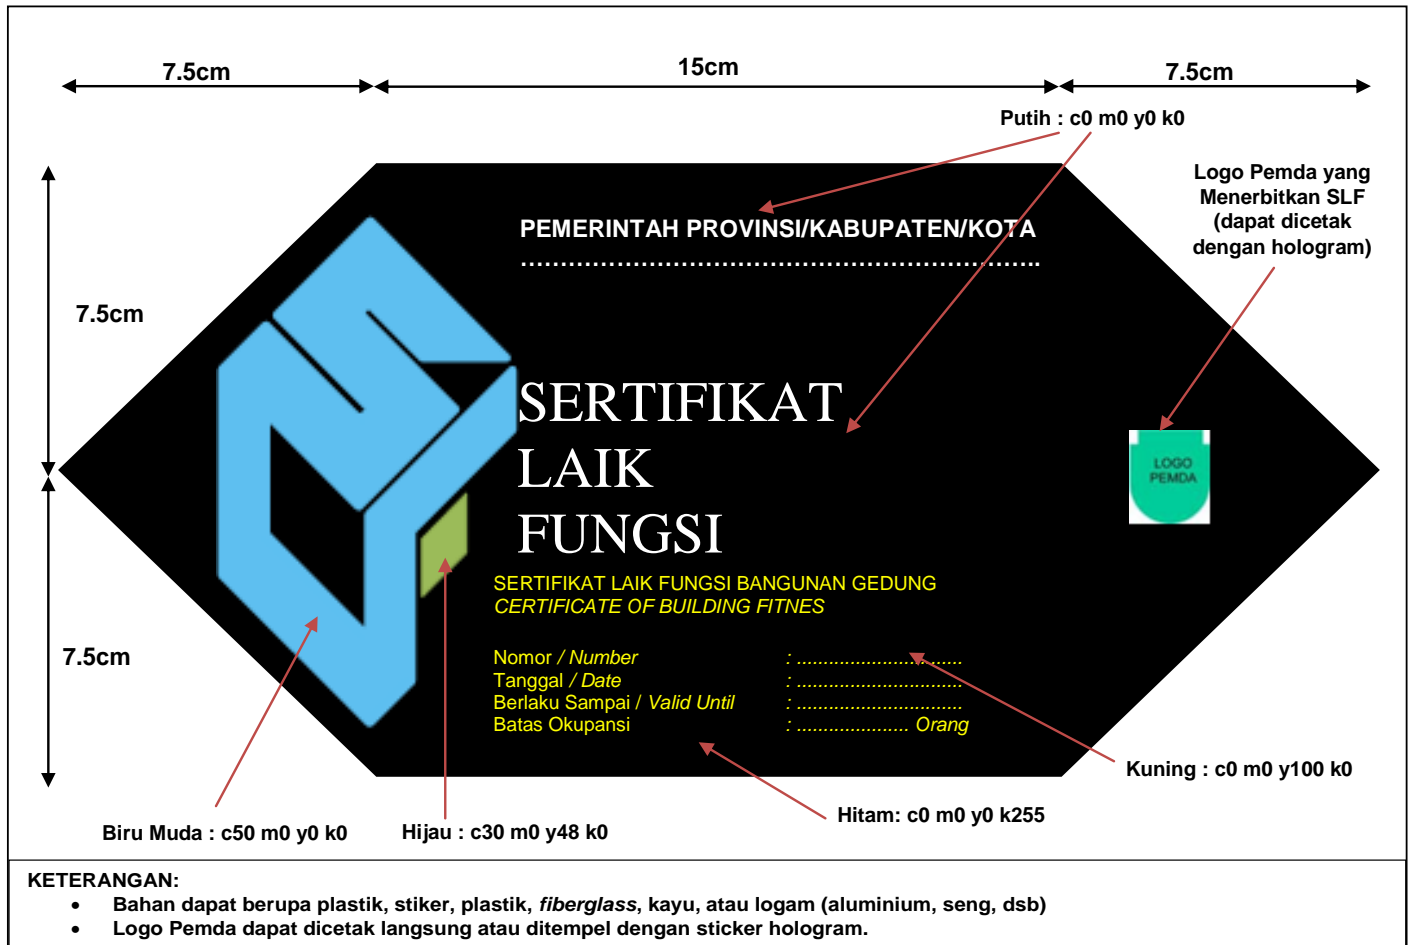 7.5cm
15cm
7.5cm
Putih : c0 m0 y0 k0
Logo Pemda yang
Menerbitkan SLF
(dapat dicetak
dengan hologram)
PEMERINTAH PROVINSI/KABUPATEN/KOTA
……………………………………………………….
7.5cm
SERTIFIKAT
LAIK
FUNGSI
LOGO
PEMDA
SERTIFIKAT LAIK FUNGSI BANGUNAN GEDUNG
CERTIFICATE OF BUILDING FITNES
7.5cm
Nomor / Number : ...............................
Tanggal / Date : ...............................
Berlaku Sampai / Valid Until : ...............................
Batas Okupansi : ..................... Orang
Kuning : c0 m0 y100 k0
Hitam: c0 m0 y0 k255
Biru Muda : c50 m0 y0 k0
Hijau : c30 m0 y48 k0
KETERANGAN:
• Bahan dapat berupa plastik, stiker, plastik, fiberglass, kayu, atau logam (aluminium, seng, dsb)
• Logo Pemda dapat dicetak langsung atau ditempel dengan sticker hologram.